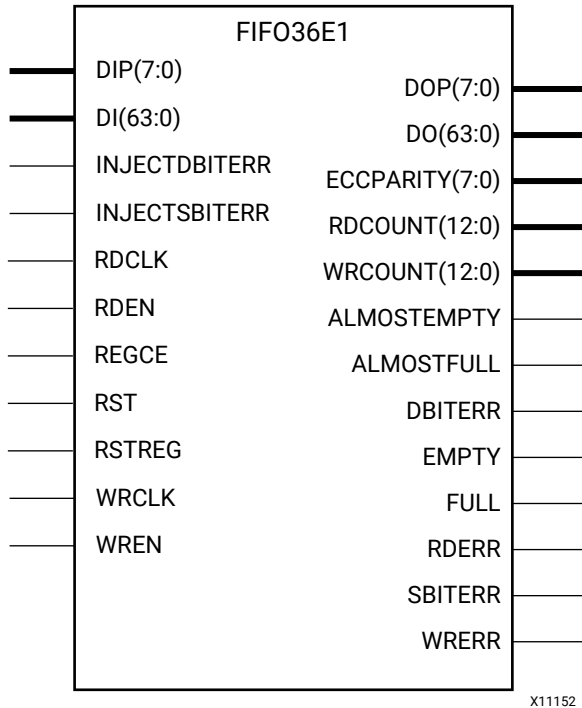 FIFO36E1
DIP(7:0)
DI(63:0)
INJECTDBITERR
INJECTSBITERR
RDCLK
RDEN
REGCE
RST
RSTREG
WRCLK
WREN
DOP(7:0)
DO(63:0)
ECCPARITY(7:0)
RDCOUNT(12:0)
WRCOUNT(12:0)
ALMOSTEMPTY
ALMOSTFULL
DBITERR
EMPTY
FULL
RDERR
SBITERR
WRERR
X11152